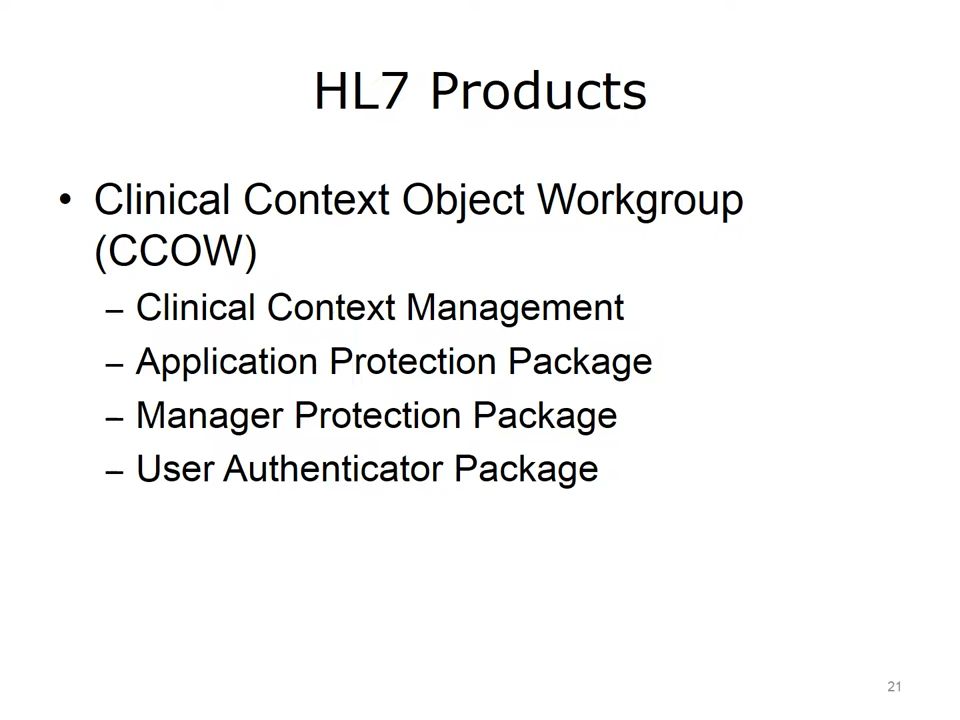 HL7 Products
• Clinical Context Object Workgroup
(CCOW)
– Clinical Context Management
– Application Protection Package
– Manager Protection Package
– User Authenticator Package
21